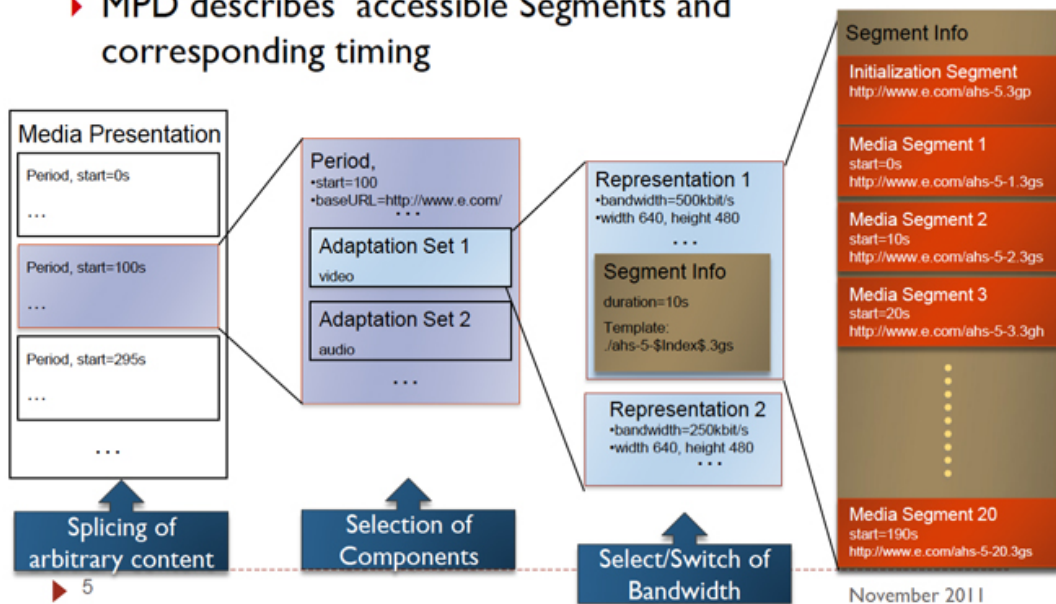 MPD describes accessible Segments and
corresponding timing
Media Presentation
Period, start=0s
...
Period, start=100s
...
Period, start=295s
...
...
Splicing of
arbitrary content
Period,
•start=100
•baseURL=http://www.e.com/
...
Adaptation Set 1
video
Adaptation Set 2
audio
...
Selection of
Components
Representation 1
•bandwidth=500kbit/s
•width 640, height 480
...
Segment Info
duration=10s
Template:
./ahs-5-$Index$.3gs
Representation 2
•bandwidth=250kbit/s
•width 640, height 480
...
Select/Switch of
Bandwidth
Segment Info
Initialization Segment
http://www.e.com/ahs-5.3gp
Media Segment 1
start=0s
http://www.e.com/ahs-5-1.3gs
Media Segment 2
start=10s
http://www.e.com/ahs-5-2.3gs
Media Segment 3
start=20s
http://www.e.com/ahs-5-3.3gh
Media Segment 20
start=190s
http://www.e.com/ahs-5-20.3gs
5
November 2011